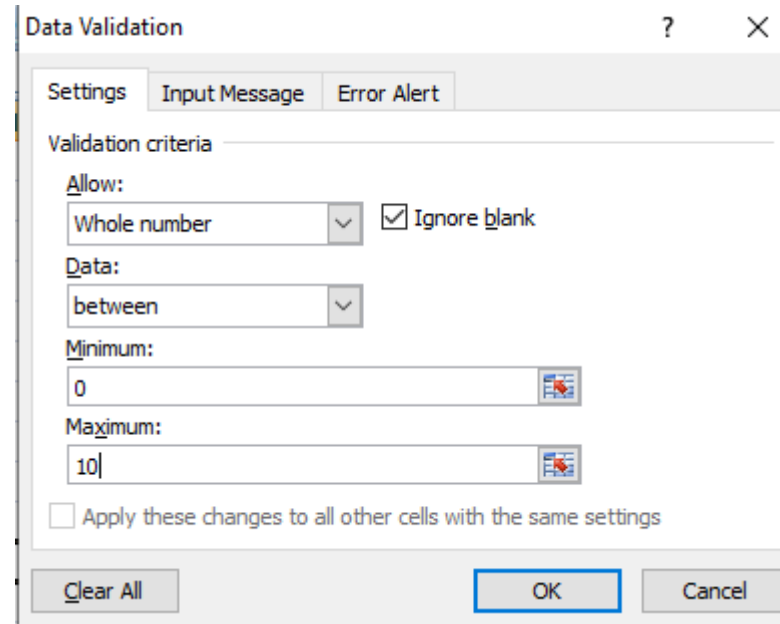 Data Validation ?
Settings Input Message Error Alert
Validation criteria
Allow:
Whole number Ignore blank
Data:
between
Minimum:
0
Maximum:
10
Apply these changes to all other cells with the same settings
Clear All OK Cancel